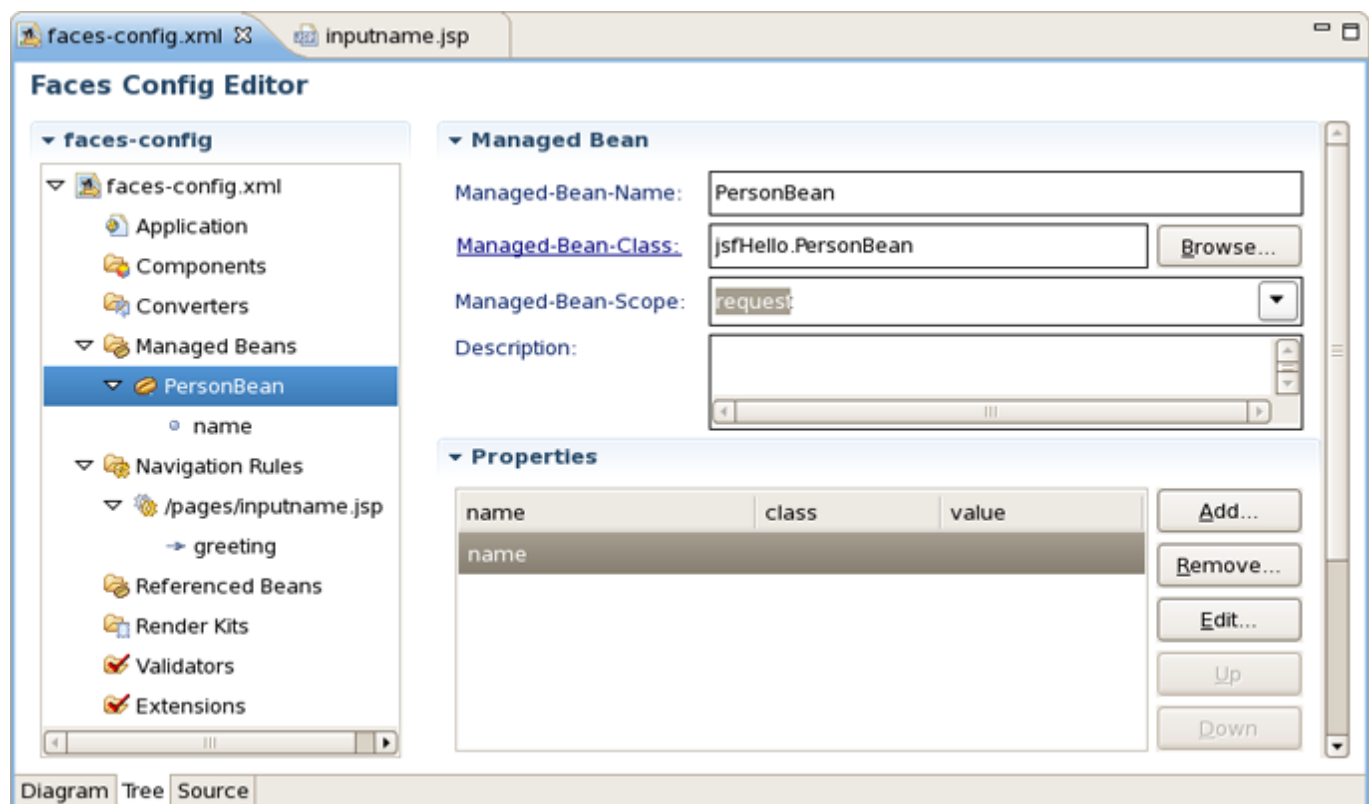 faces-config.xml inputname.jsp
Faces Config Editor
faces-config
faces-config.xml
Application
Components
Converters
Managed Beans
PersonBean
name
Navigation Rules
/pages/inputname.jsp
greeting
Referenced Beans
Render Kits
Validators
Extensions
Managed Bean
Managed-Bean-Name: PersonBean
Managed-Bean-Class: jsfHello.PersonBean Browse...
Managed-Bean-Scope: request
Description:
Properties
name class value
name
Add...
Remove...
Edit...
Up
Down
Diagram Tree Source